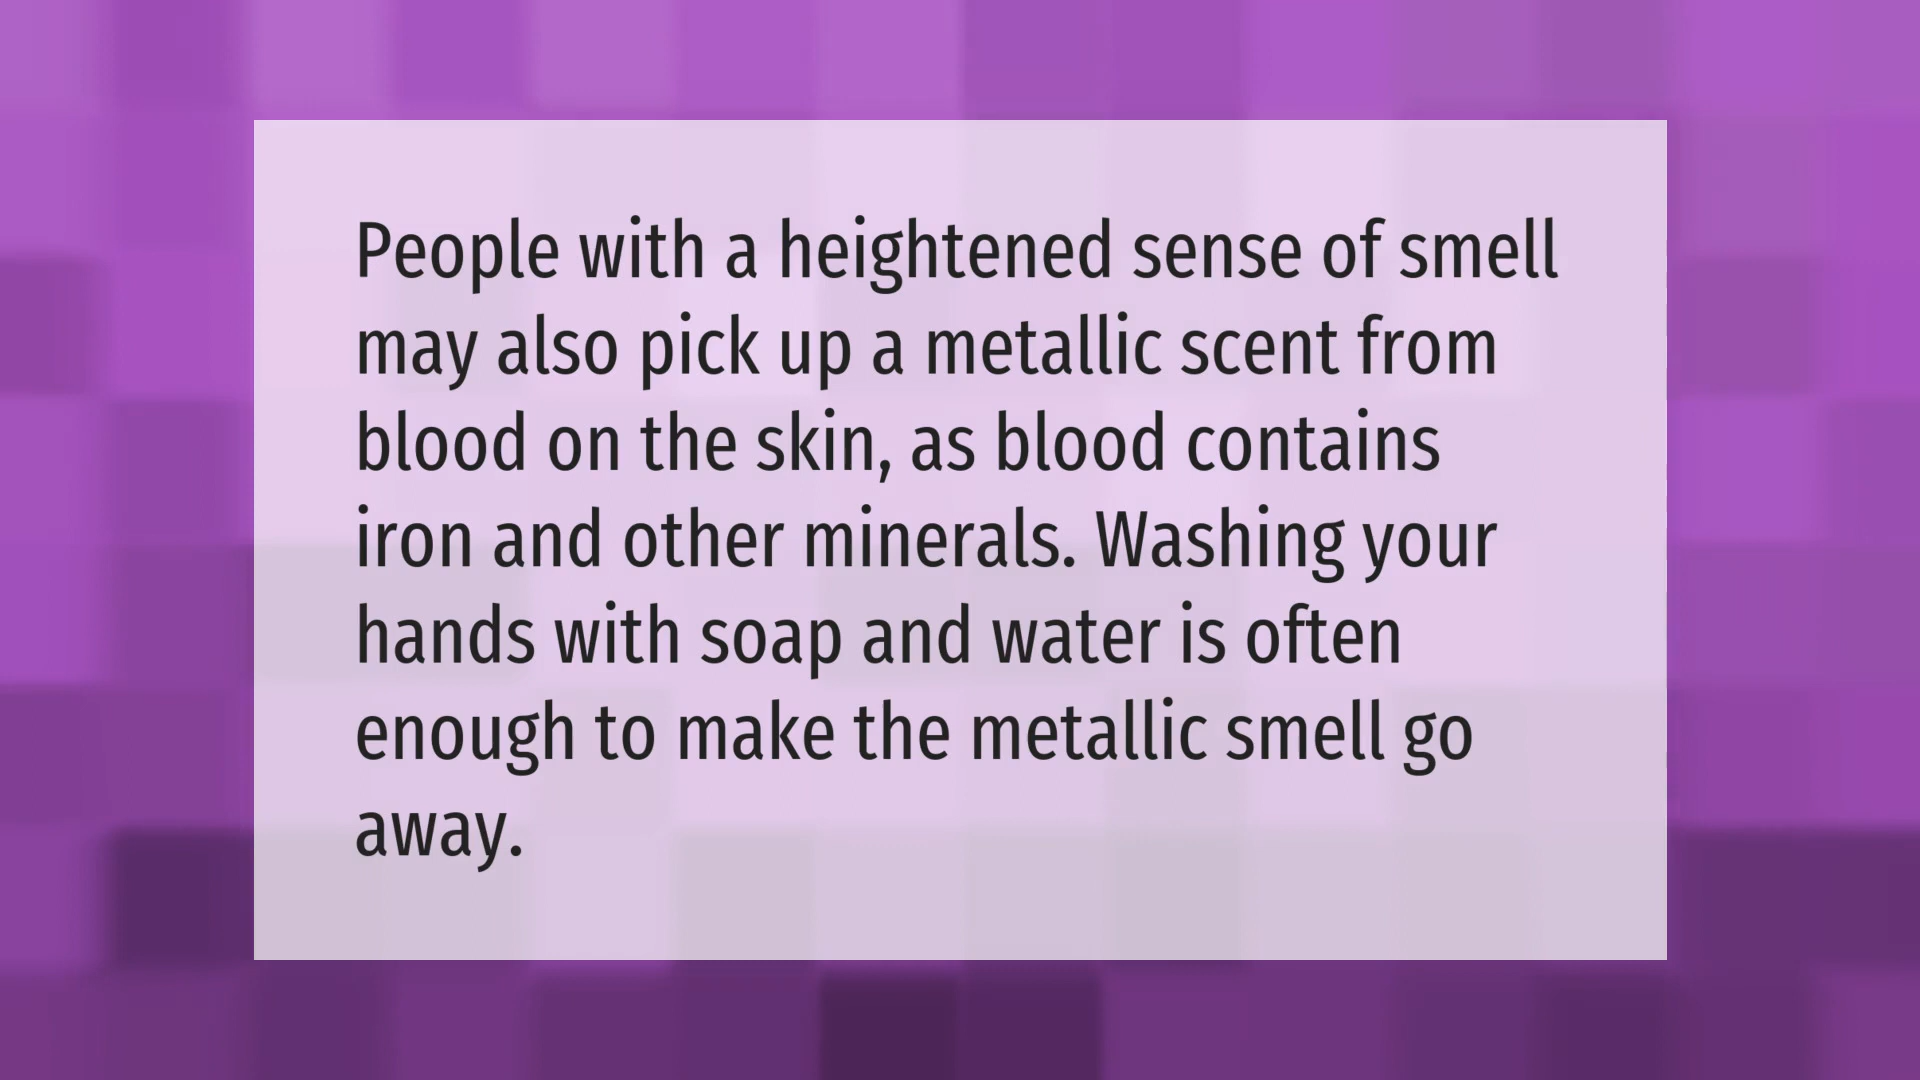 People with a heightened sense of smell
may also pick up a metallic scent from
blood on the skin, as blood contains
iron and other minerals. Washing your
hands with soap and water is often
enough to make the metallic smell go
away.